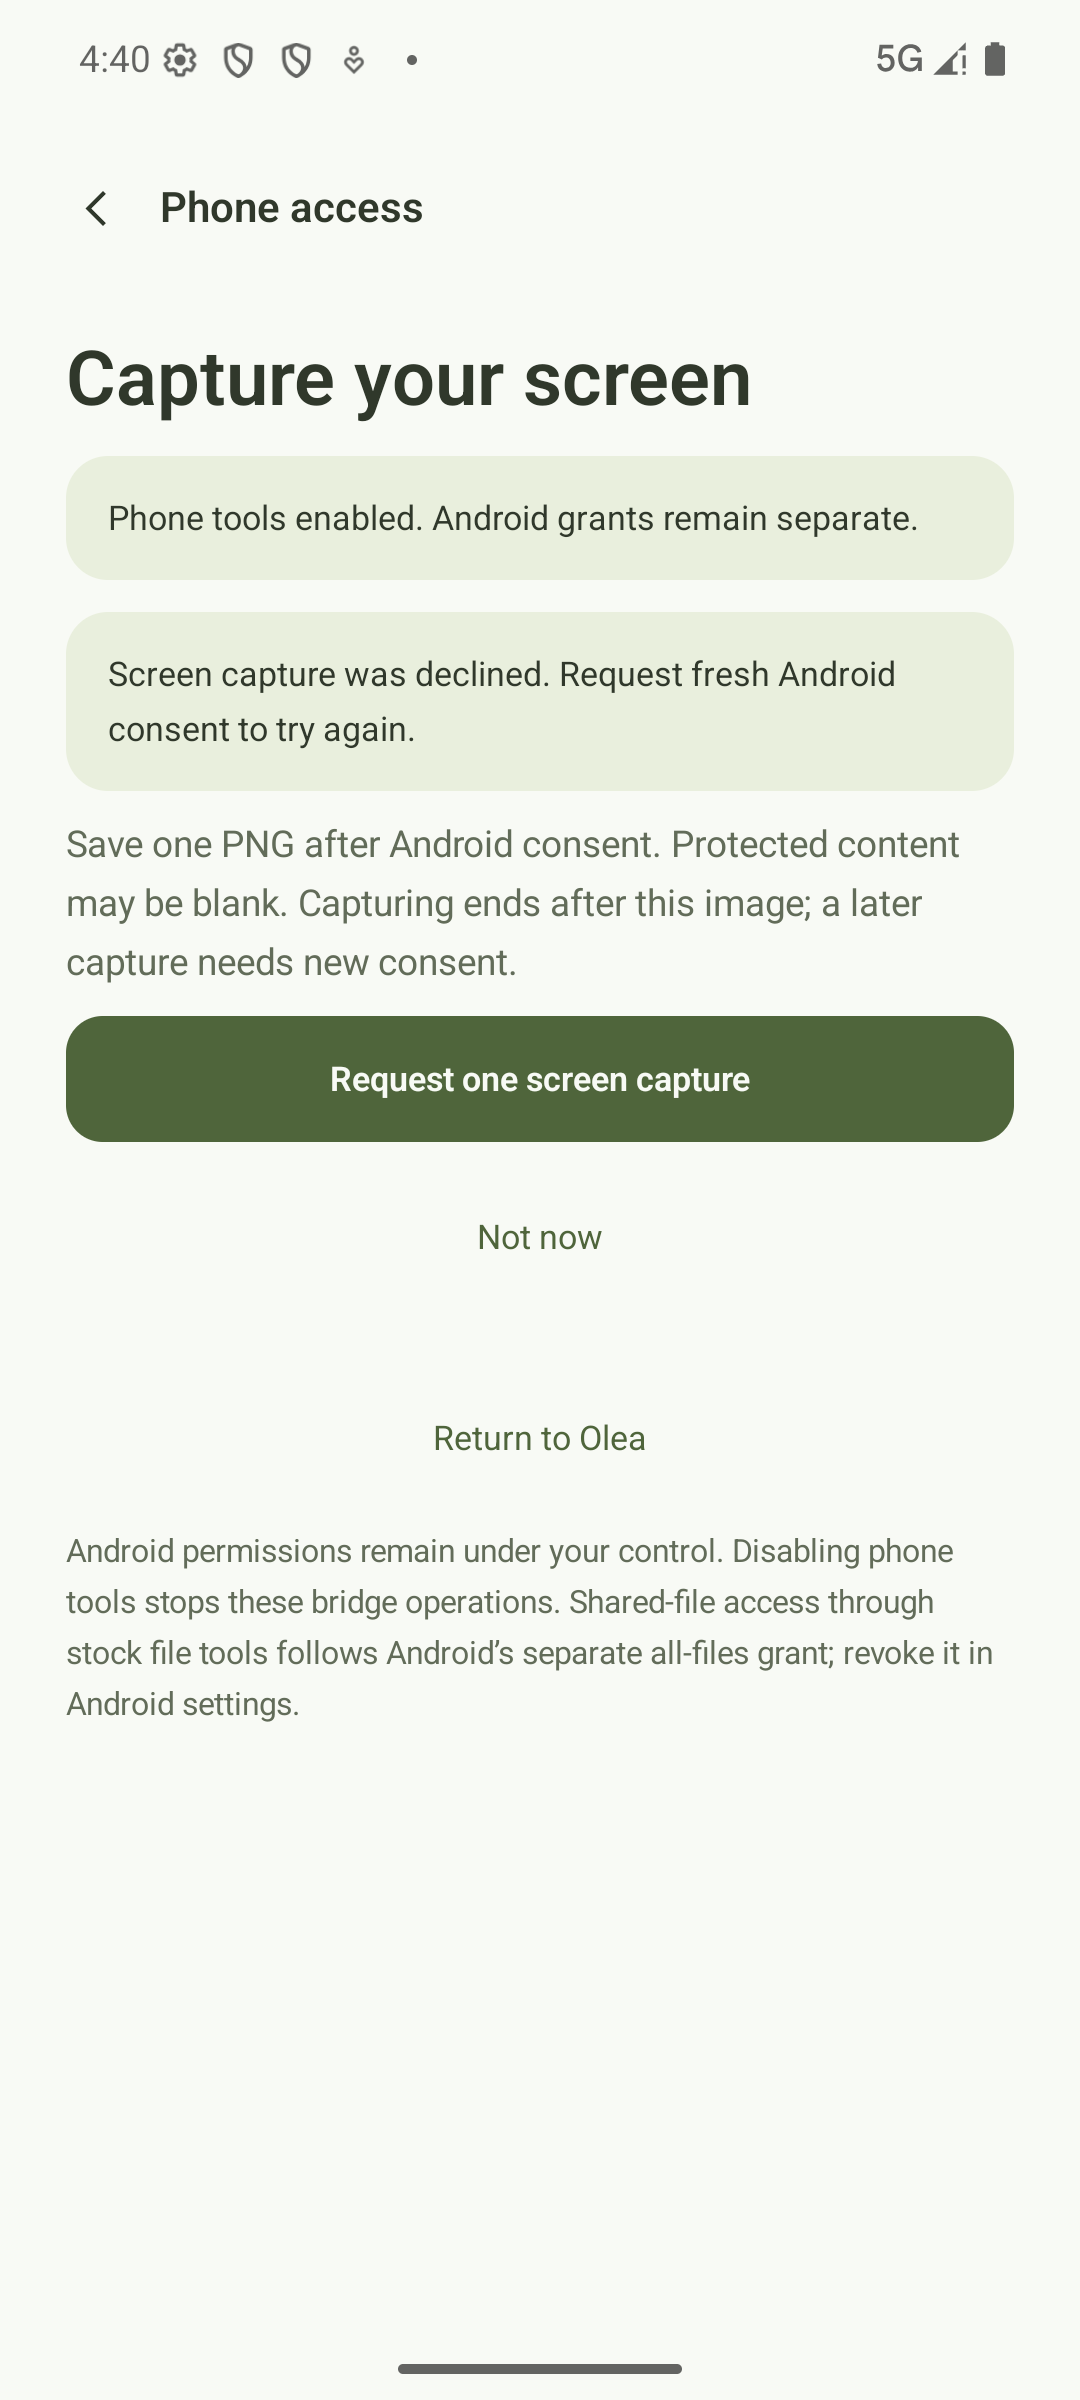 4:40
5G
Phone access
Capture your screen
Phone tools enabled. Android grants remain separate.
Screen capture was declined. Request fresh Android
consent to try again.
Save one PNG after Android consent. Protected content
may be blank. Capturing ends after this image; a later
capture needs new consent.
Request one screen capture
Not now
Return to Olea
Android permissions remain under your control. Disabling phone
tools stops these bridge operations. Shared-file access through
stock file tools follows Android’s separate all-files grant; revoke it in
Android settings.